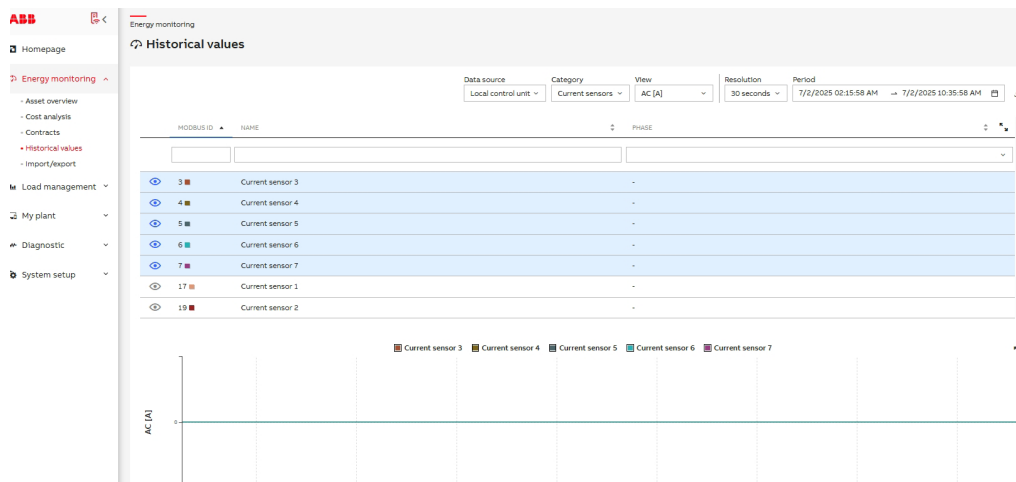 ABB
Energy monitoring
Historical values
Homepage
Energy monitoring
- Asset overview
- Cost analysis
- Contracts
• Historical values
- Import/export
Load management
My plant
Diagnostic
System setup
Data source Category View Resolution Period
Local control unit Current sensors AC [A] 30 seconds 7/2/2025 02:15:58 AM → 7/2/2025 10:35:58 AM
MODBUS ID NAME PHASE
3 Current sensor 3 -
4 Current sensor 4 -
5 Current sensor 5 -
6 Current sensor 6 -
7 Current sensor 7 -
17 Current sensor 1 -
19 Current sensor 2 -
Current sensor 3 Current sensor 4 Current sensor 5 Current sensor 6 Current sensor 7
AC [A]
0